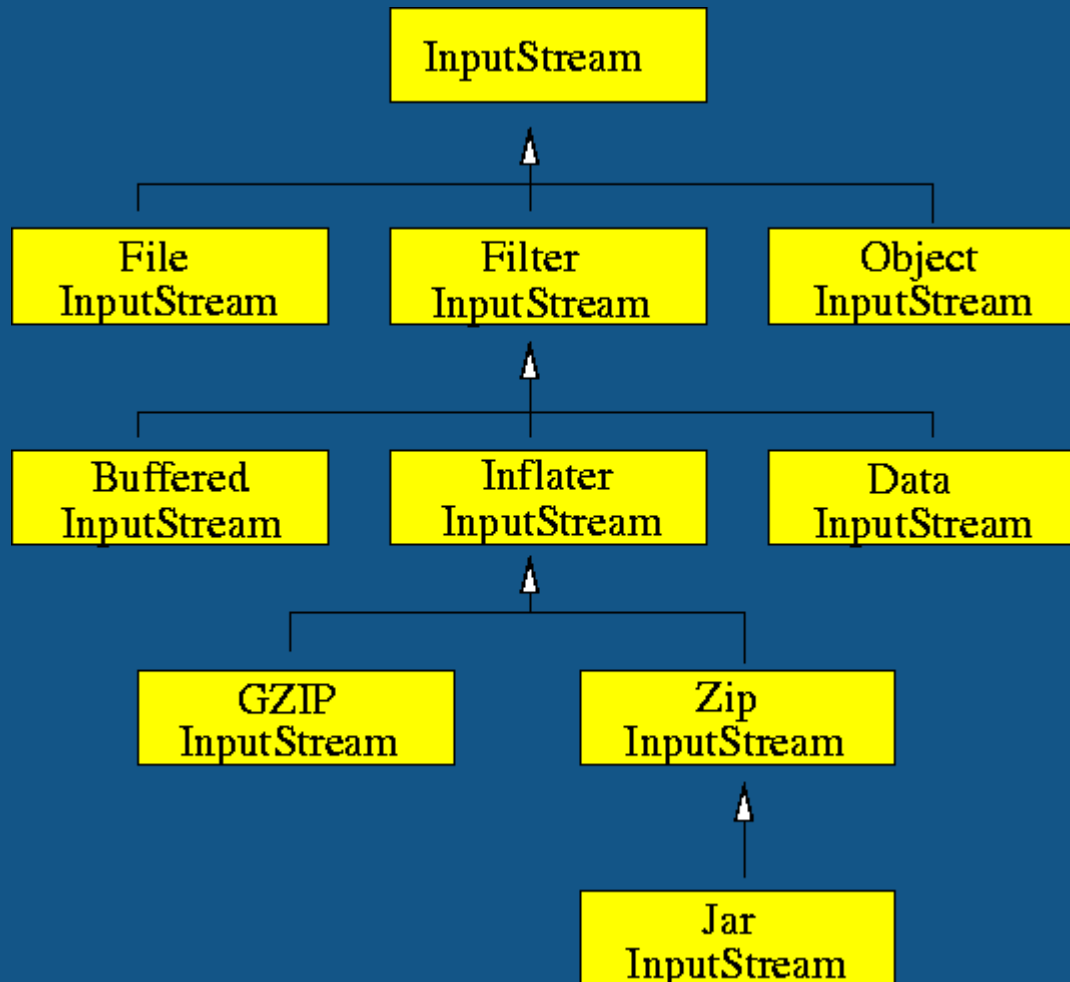 InputStream
File
InputStream
Filter
InputStream
Object
InputStream
Buffered
InputStream
Inflater
InputStream
Data
InputStream
GZIP
InputStream
Zip
InputStream
Jar
InputStream